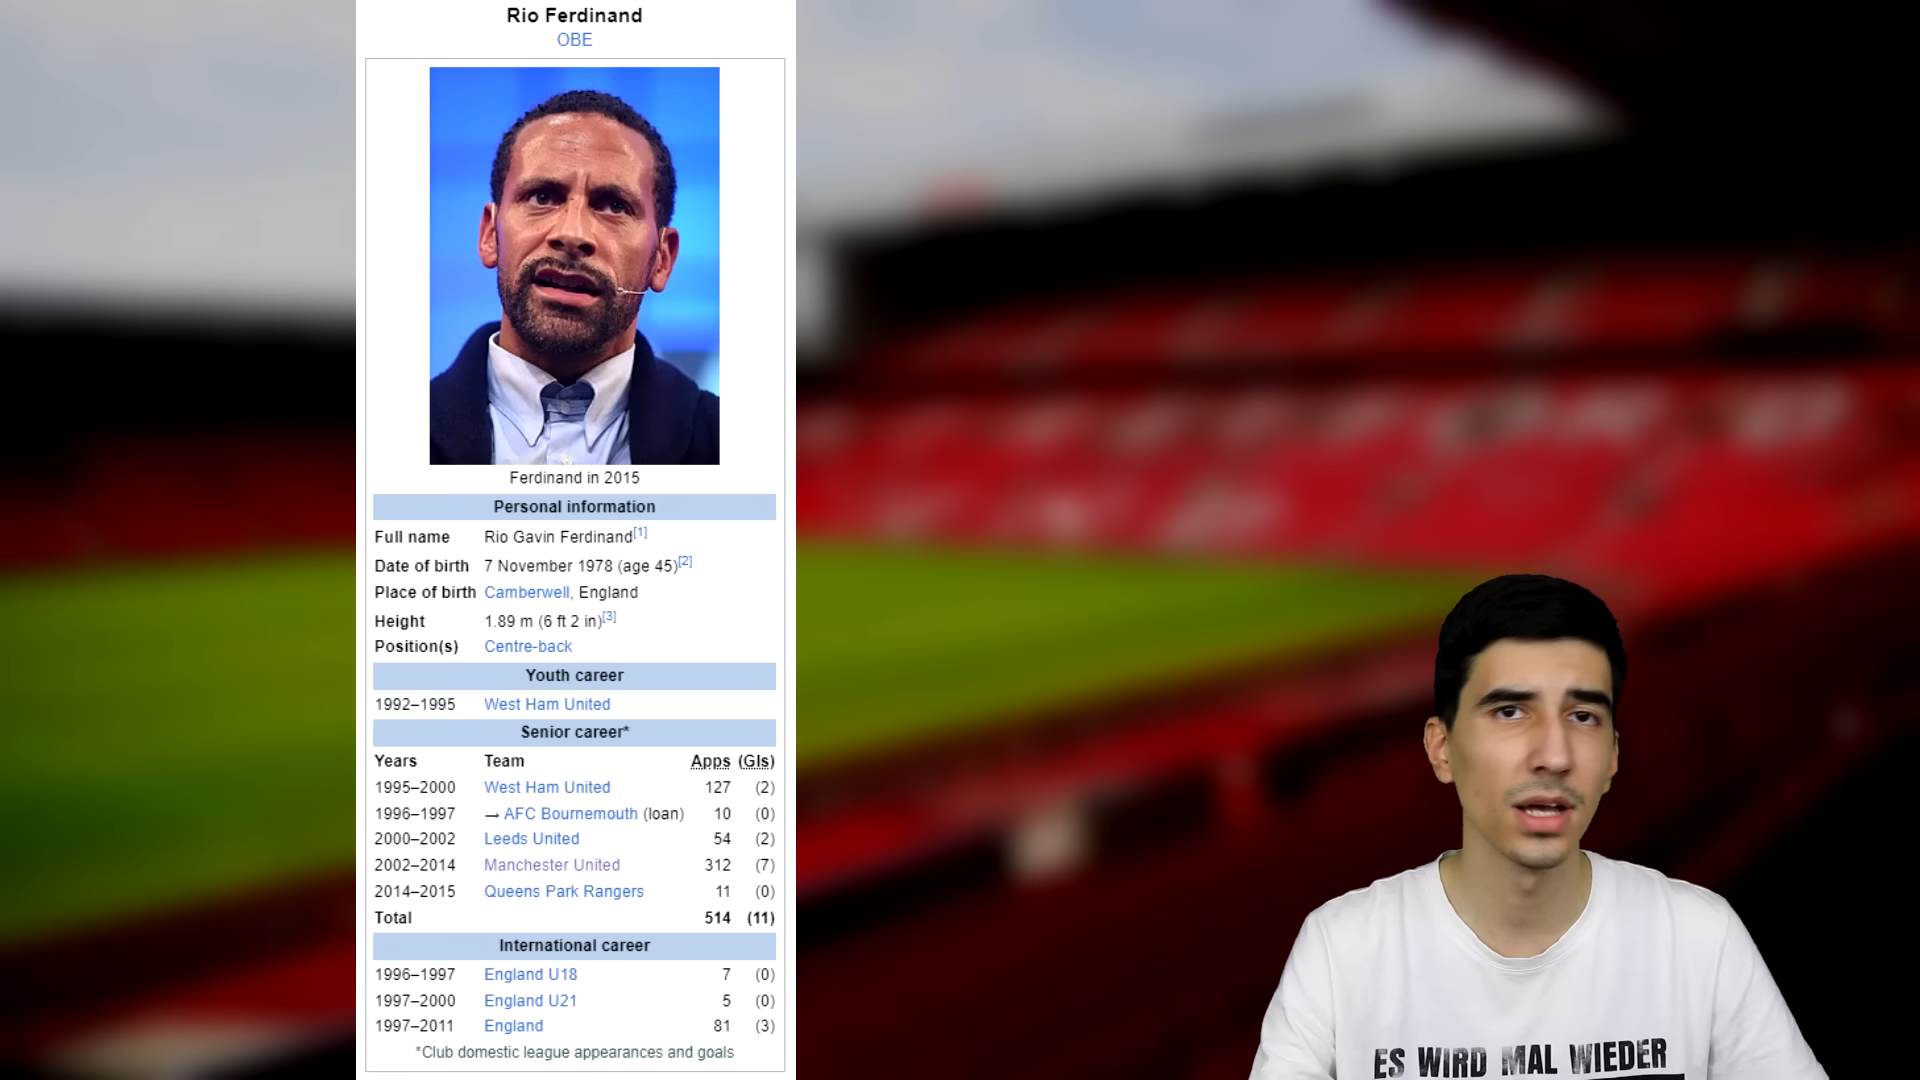 Rio Ferdinand
OBE
Ferdinand in 2015
Personal information
Full name Rio Gavin Ferdinand[1]
Date of birth 7 November 1978 (age 45)[2]
Place of birth Camberwell, England
Height 1.89 m (6 ft 2 in)[3]
Position(s) Centre-back
Youth career
1992–1995 West Ham United
Senior career*
Years Team Apps (Gls)
1995–2000 West Ham United 127 (2)
1996–1997 → AFC Bournemouth (loan) 10 (0)
2000–2002 Leeds United 54 (2)
2002–2014 Manchester United 312 (7)
2014–2015 Queens Park Rangers 11 (0)
Total 514 (11)
International career
1996–1997 England U18 7 (0)
1997–2000 England U21 5 (0)
1997–2011 England 81 (3)
*Club domestic league appearances and goals
ES WIRD MAL WIEDER